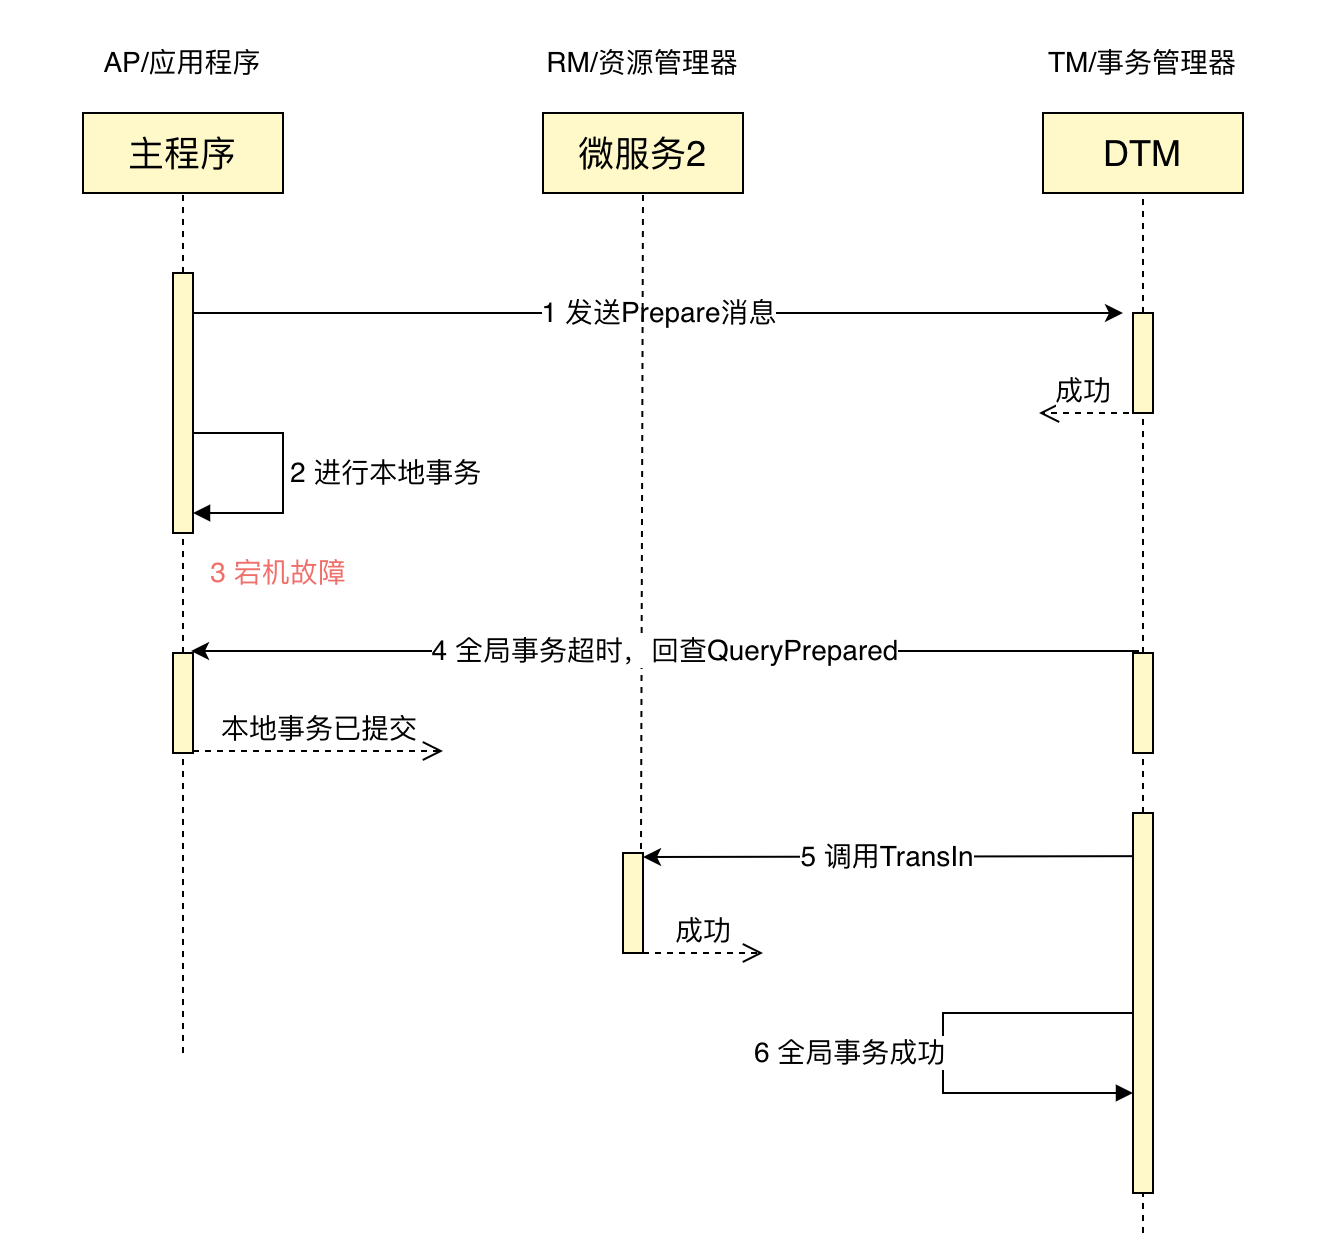 AP/应用程序
RM/资源管理器
TM/事务管理器
主程序
微服务2
DTM
1 发送Prepare消息
成功
2 进行本地事务
3 宕机故障
4 全局事务超时，回查QueryPrepared
本地事务已提交
5 调用TransIn
成功
6 全局事务成功